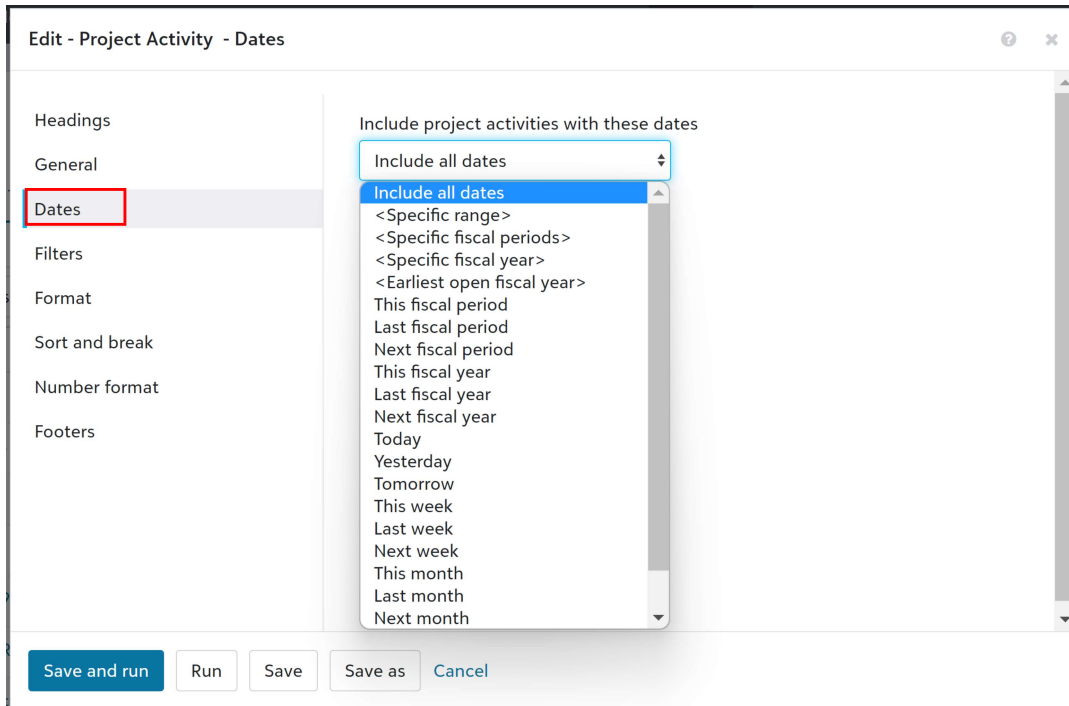 Edit - Project Activity - Dates
Headings
General
Dates
Filters
Format
Sort and break
Number format
Footers
Include project activities with these dates
Include all dates
Include all dates
<Specific range>
<Specific fiscal periods>
<Specific fiscal year>
<Earliest open fiscal year>
This fiscal period
Last fiscal period
Next fiscal period
This fiscal year
Last fiscal year
Next fiscal year
Today
Yesterday
Tomorrow
This week
Last week
Next week
This month
Last month
Next month
Save and run Run Save Save as Cancel